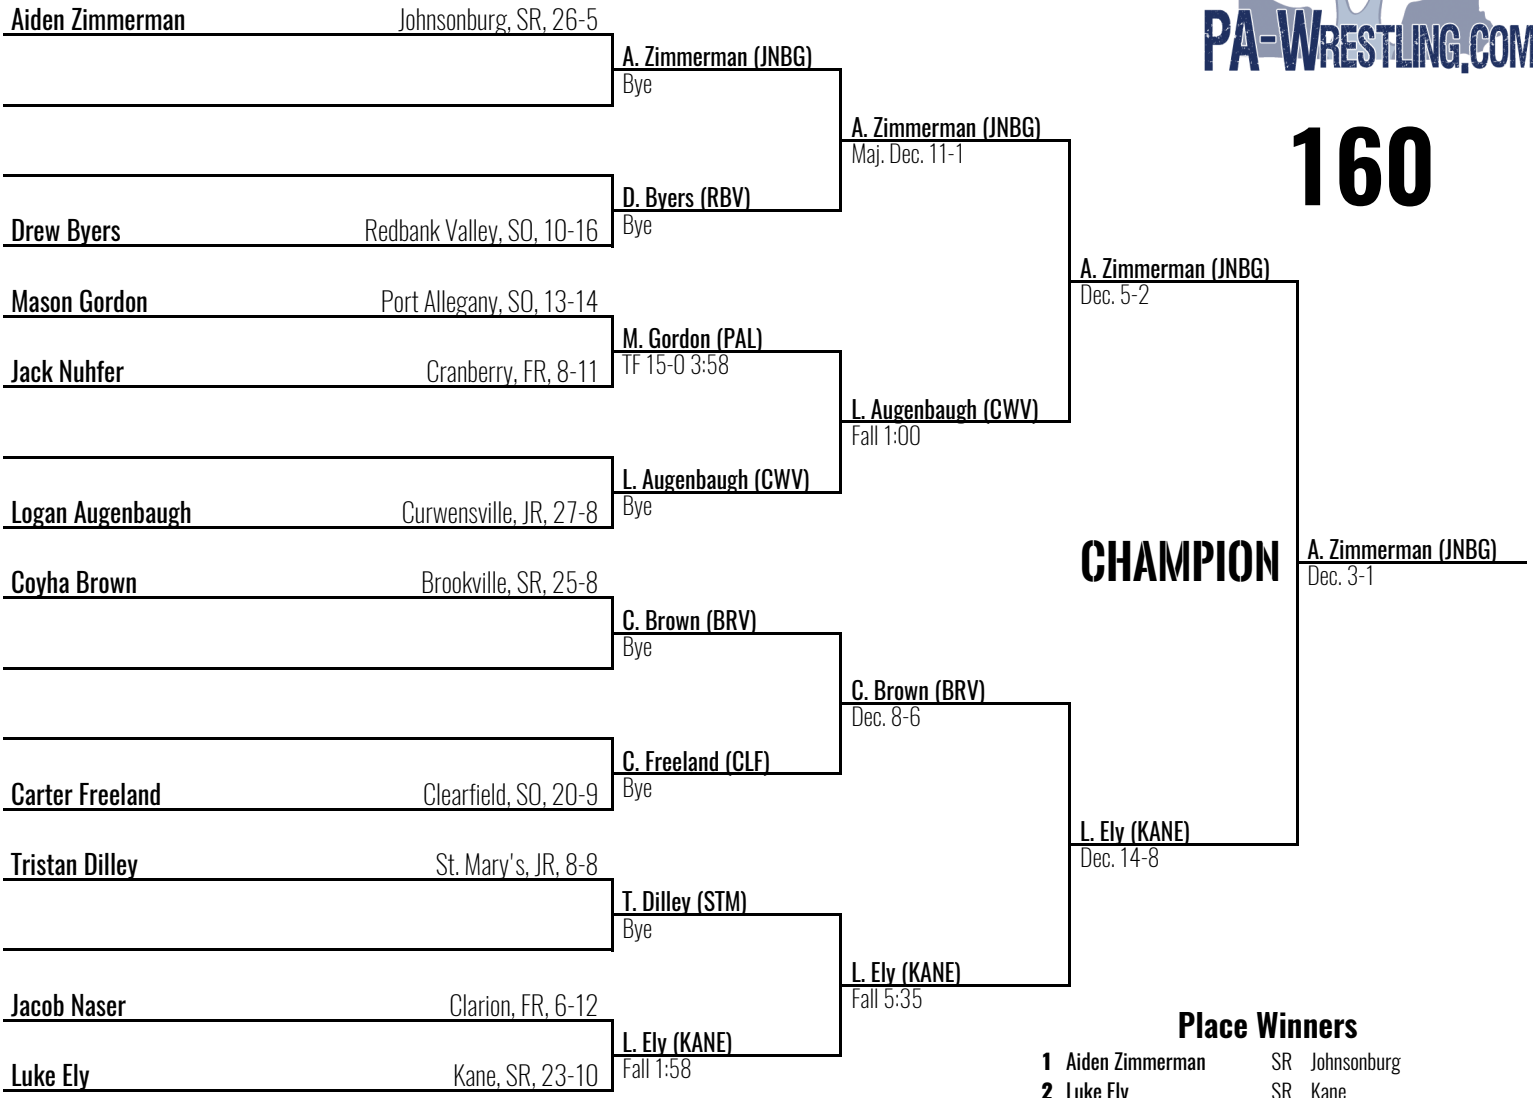 Aiden Zimmerman Johnsonburg, SR, 26-5
A. Zimmerman (JNBG)
Bye
PA-WRESTLING.COM
A. Zimmerman (JNBG)
Maj. Dec. 11-1
160
D. Byers (RBV)
Bye
Drew Byers Redbank Valley, SO, 10-16
A. Zimmerman (JNBG)
Dec. 5-2
Mason Gordon Port Allegany, SO, 13-14
M. Gordon (PAL)
TF 15-0 3:58
Jack Nuhfer Cranberry, FR, 8-11
L. Augenbaugh (CWV)
Fall 1:00
L. Augenbaugh (CWV)
Bye
Logan Augenbaugh Curwensville, JR, 27-8
CHAMPION
A. Zimmerman (JNBG)
Dec. 3-1
Coyha Brown Brookville, SR, 25-8
C. Brown (BRV)
Bye
C. Brown (BRV)
Dec. 8-6
C. Freeland (CLF)
Bye
Carter Freeland Clearfield, SO, 20-9
L. Ely (KANE)
Dec. 14-8
Tristan Dilley St. Mary's, JR, 8-8
T. Dilley (STM)
Bye
L. Ely (KANE)
Fall 5:35
Jacob Naser Clarion, FR, 6-12
L. Ely (KANE)
Fall 1:58
Luke Ely Kane, SR, 23-10
Place Winners
1 Aiden Zimmerman SR Johnsonburg
2 Luke Ely SR Kane